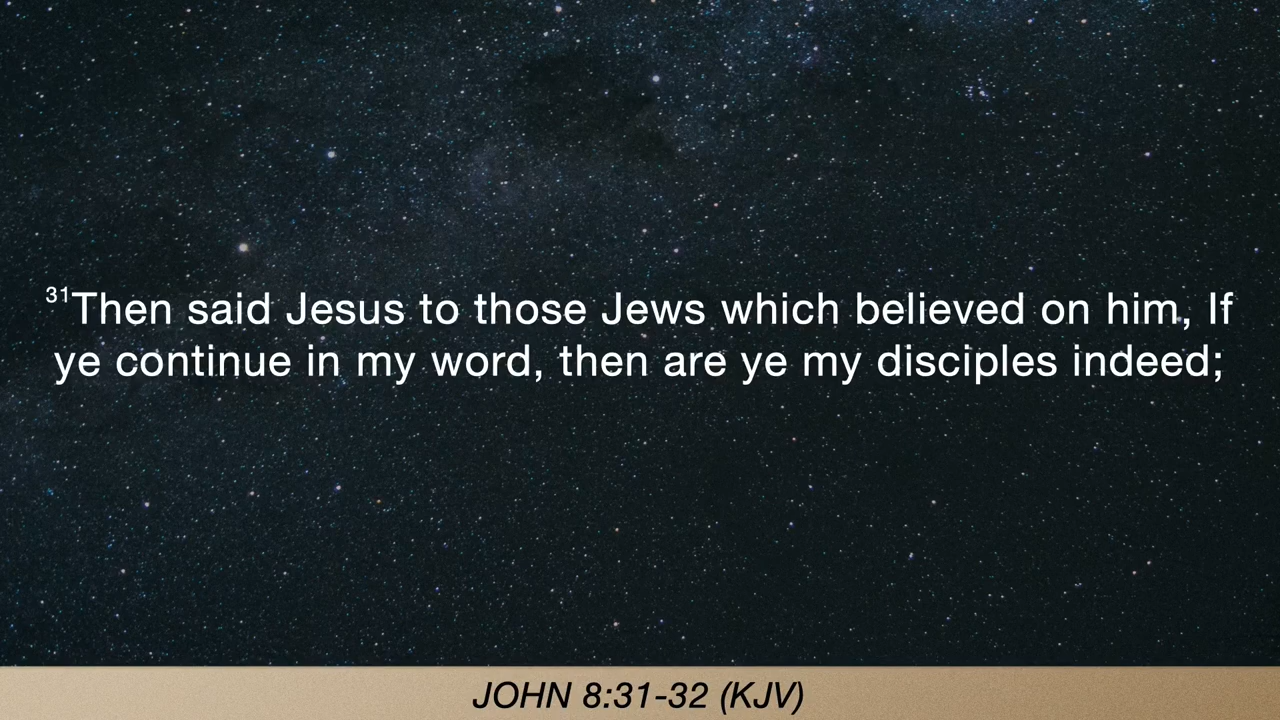 31Then said Jesus to those Jews which believed on him, If
ye continue in my word, then are ye my disciples indeed;
JOHN 8:31-32 (KJV)